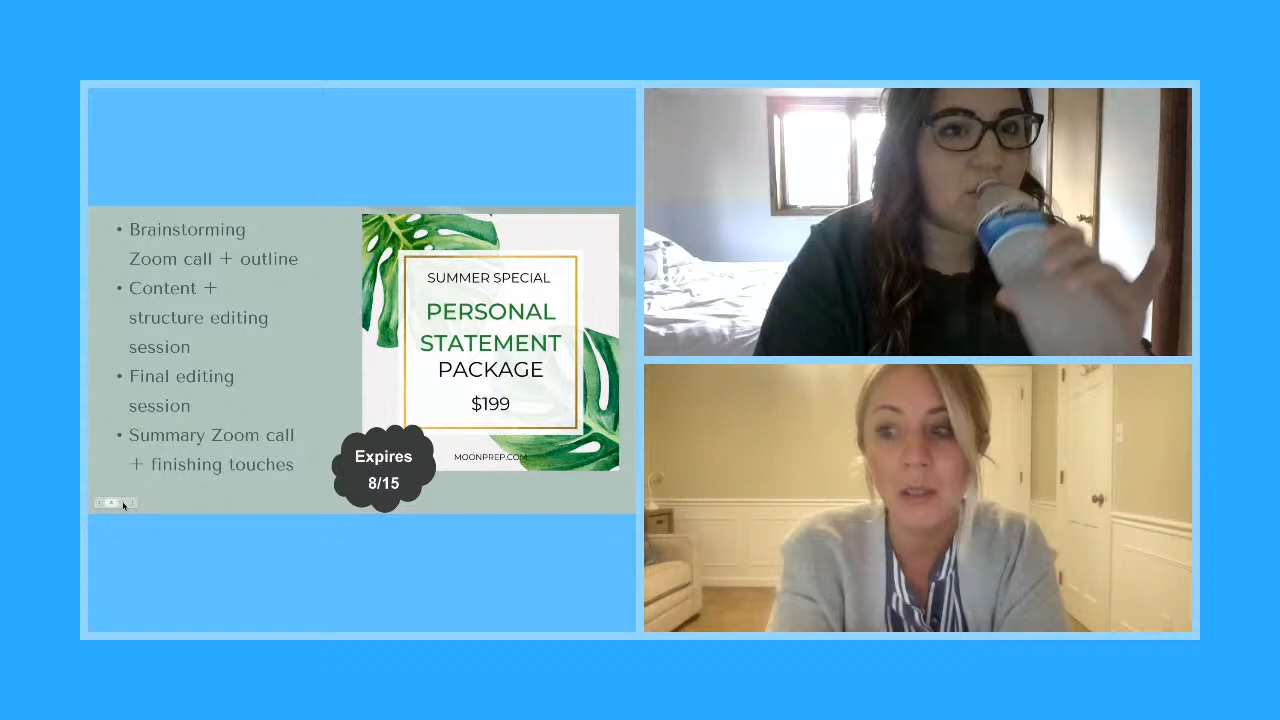 • Brainstorming
Zoom call + outline
• Content +
structure editing
session
• Final editing
session
• Summary Zoom call
+ finishing touches
SUMMER SPECIAL
PERSONAL
STATEMENT
PACKAGE
$199
MOONPREP.COM
Expires
8/15